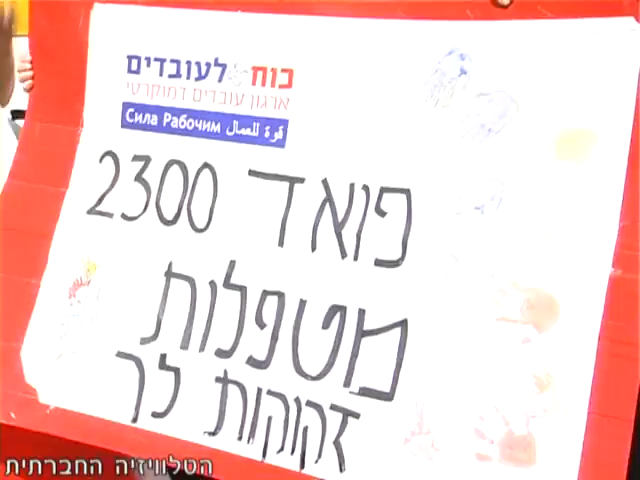 כוח לעובדים
ארגון עובדים דמוקרטי
Сила Рабочим قوة للعمال
פואד 2300
מטפלות
זקוקות לך
הטלוויזיה החברתית